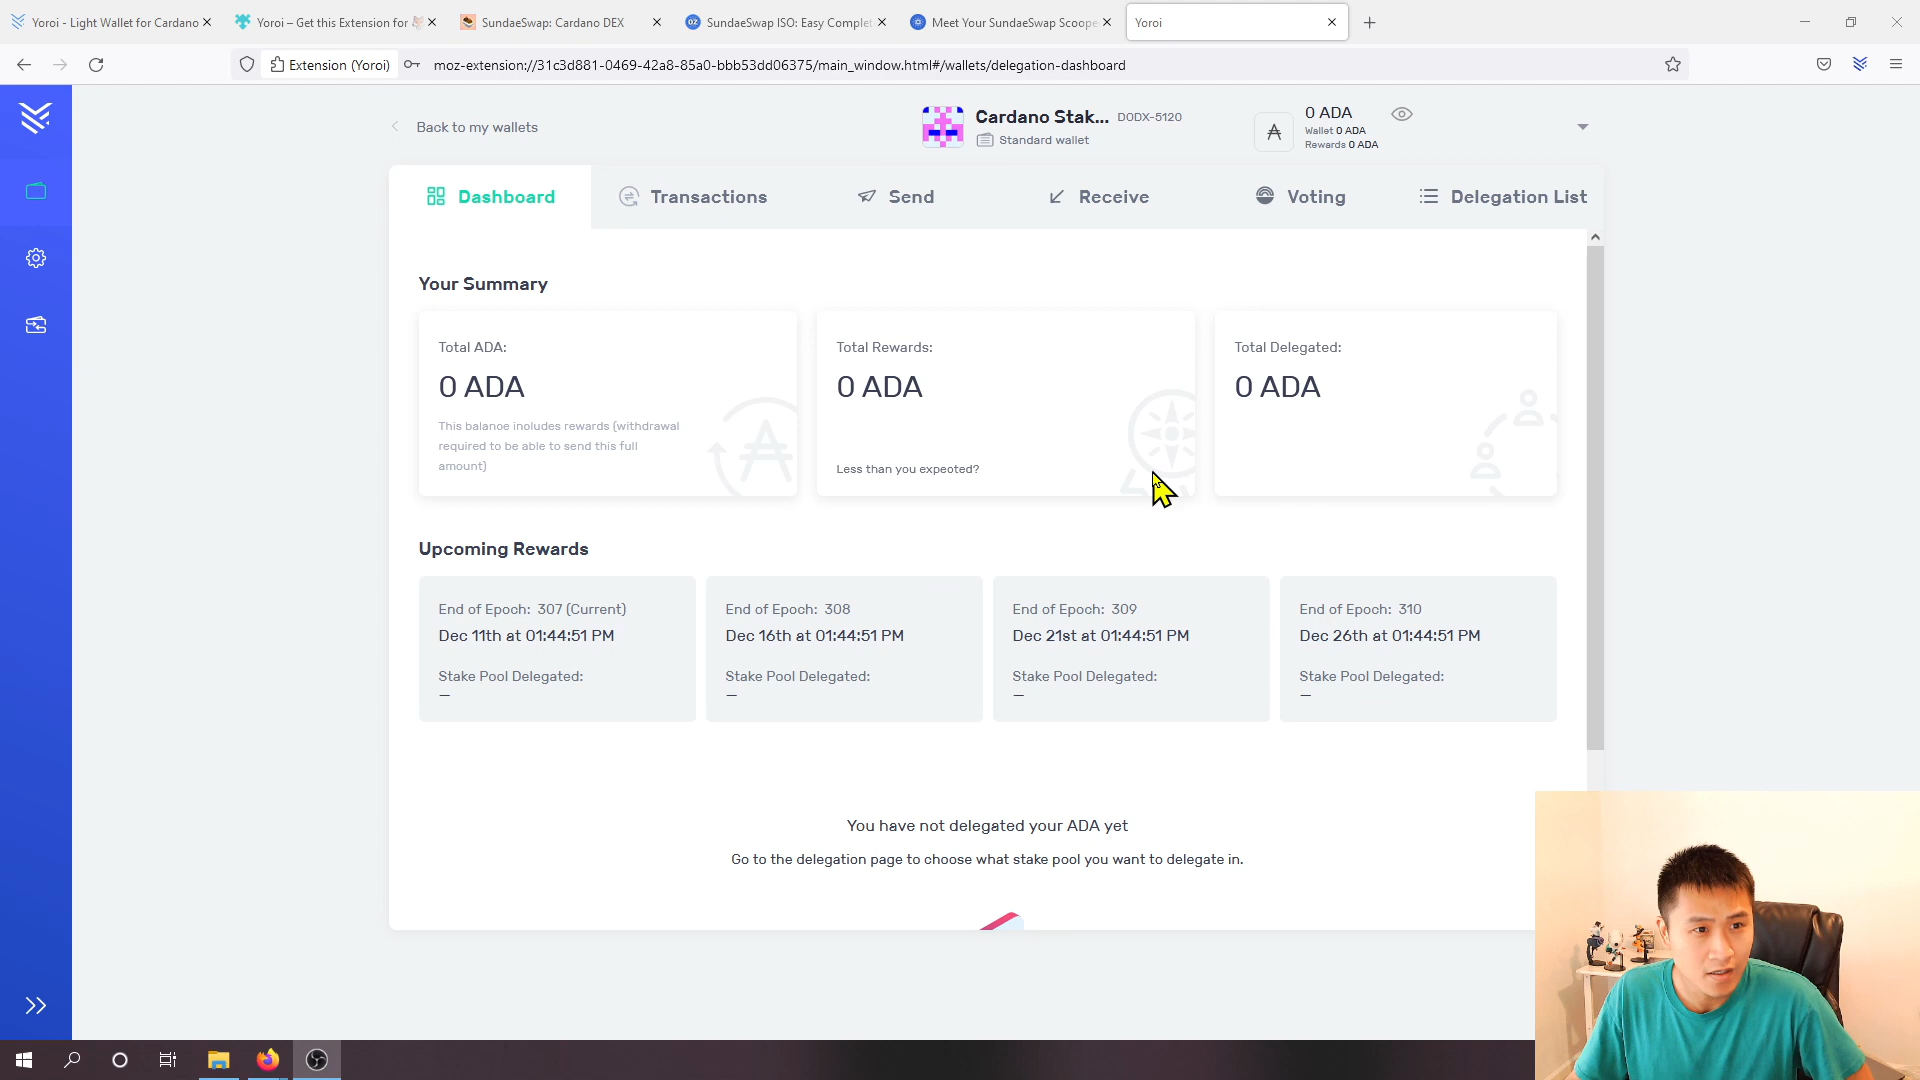 Yoroi - Light Wallet for Cardano
Yoroi – Get this Extension for
SundaeSwap: Cardano DEX
SundaeSwap ISO: Easy Complet
Meet Your SundaeSwap Scoope
Yoroi
Extension (Yoroi)
moz-extension://31c3d881-0469-42a8-85a0-bbb53dd06375/main_window.html#/wallets/delegation-dashboard
Back to my wallets
Cardano Stak...
DODX-5120
Standard wallet
0 ADA
Wallet 0 ADA
Rewards 0 ADA
Dashboard
Transactions
Send
Receive
Voting
Delegation List
Your Summary
Total ADA:
0 ADA
This balance includes rewards (withdrawal
required to be able to send this full
amount)
Total Rewards:
0 ADA
Less than you expected?
Total Delegated:
0 ADA
Upcoming Rewards
End of Epoch: 307 (Current)
Dec 11th at 01:44:51 PM
Stake Pool Delegated:
—
End of Epoch: 308
Dec 16th at 01:44:51 PM
Stake Pool Delegated:
—
End of Epoch: 309
Dec 21st at 01:44:51 PM
Stake Pool Delegated:
—
End of Epoch: 310
Dec 26th at 01:44:51 PM
Stake Pool Delegated:
—
You have not delegated your ADA yet
Go to the delegation page to choose what stake pool you want to delegate in.